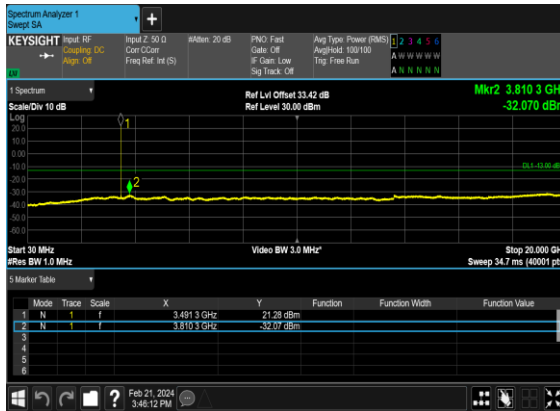 Spectrum Analyzer 1
Swept SA
+
KEYSIGHT Input: RF Input Z: 50 Ω #Atten: 20 dB PNO: Fast Avg Type: Power (RMS) 1 2 3 4 5 6
Coupling: DC Corr CCorr Gate: Off Avg|Hold: 100/100 A W W W W W
Align: Off Freq Ref: Int (S) IF Gain: Low Trig: Free Run
Sig Track: Off A N N N N N
LXI
1 Spectrum Ref Lvl Offset 33.42 dB Mkr2 3.810 3 GHz
Scale/Div 10 dB Ref Level 30.00 dBm -32.070 dBm
Log
20.0
10.0
0.00
-10.0
-20.0
-30.0
-40.0
-50.0
-60.0
1
2
DL1 -13.00 dB
Start 30 MHz Video BW 3.0 MHz* Stop 20.000 GH
#Res BW 1.0 MHz Sweep 34.7 ms (40001 pt
5 Marker Table
Mode Trace Scale X Y Function Function Width Function Value
1 N 1 f 3.491 3 GHz 21.28 dBm
2 N 1 f 3.810 3 GHz -32.07 dBm
3
4
5
6
? Feb 21, 2024
3:46:12 PM